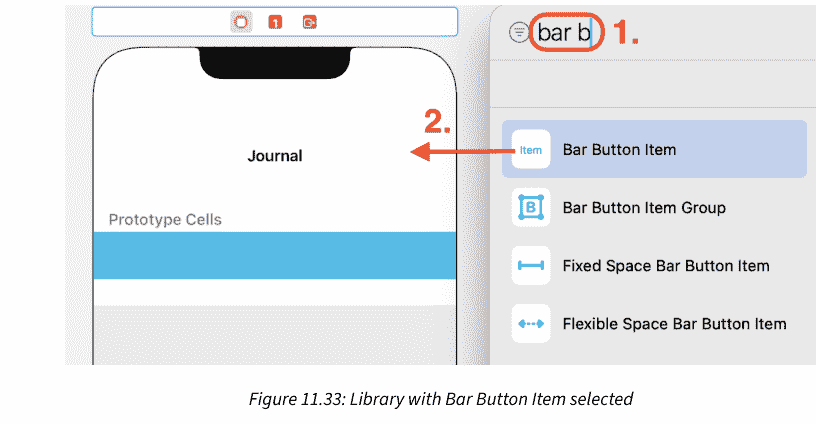 bar b
1.
2.
Item
Bar Button Item
Journal
B
Bar Button Item Group
Prototype Cells
Fixed Space Bar Button Item
Flexible Space Bar Button Item
Figure 11.33: Library with Bar Button Item selected